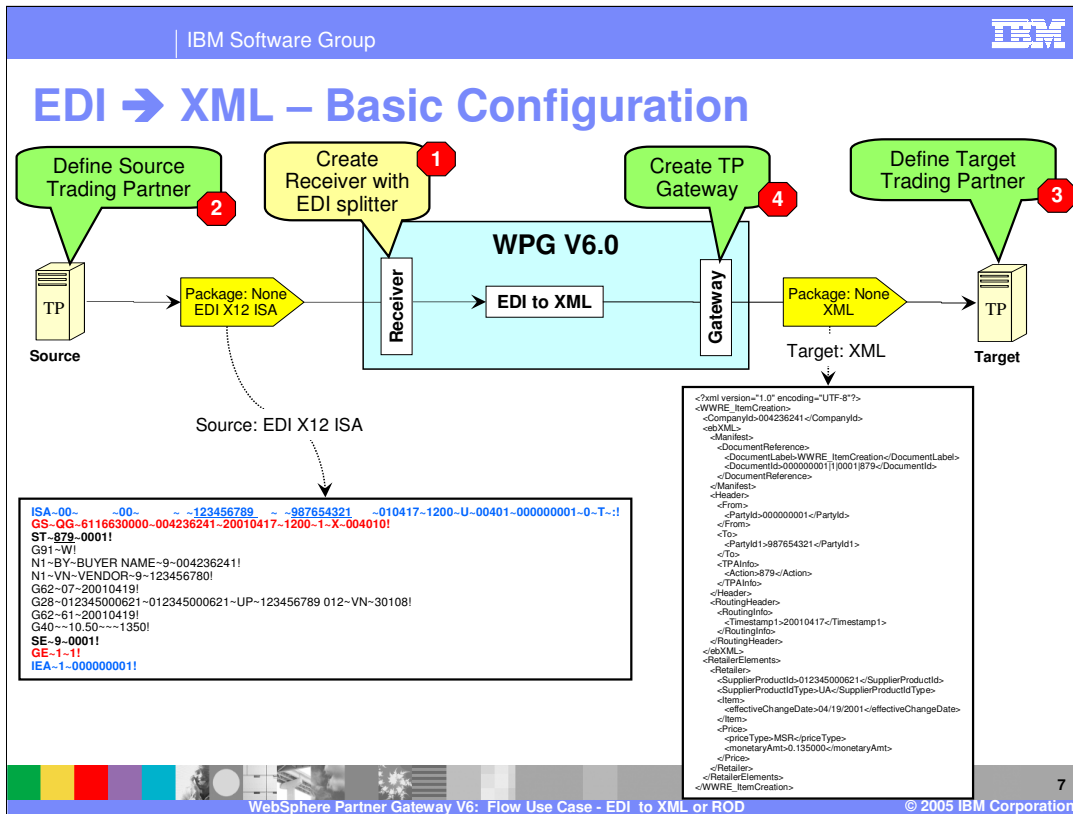 IBM Software Group
IBM
EDI ➔ XML – Basic Configuration
Define Source
Trading Partner
2
Create
Receiver with
EDI splitter
1
Create TP
Gateway
4
Define Target
Trading Partner
3
WPG V6.0
TP
Source
Package: None
EDI X12 ISA
Receiver
EDI to XML
Gateway
Package: None
XML
TP
Target
Target: XML
Source: EDI X12 ISA
ISA~00~ ~00~ ~ ~123456789 ~ ~987654321 ~010417~1200~U~00401~000000001~0~T~:!
GS~QG~6116630000~004236241~20010417~1200~1~X~004010!
ST~879~0001!
G91~W!
N1~BY~BUYER NAME~9~004236241!
N1~VN~VENDOR~9~123456780!
G62~07~20010419!
G28~012345000621~012345000621~UP~123456789 012~VN~30108!
G62~61~20010419!
G40~~10.50~~~1350!
SE~9~0001!
GE~1~1!
IEA~1~000000001!
<?xml version="1.0" encoding="UTF-8"?>
<WWRE_ItemCreation>
<CompanyId>004236241</CompanyId>
<ebXML>
<Manifest>
<DocumentReference>
<DocumentLabel>WWRE_ItemCreation</DocumentLabel>
<DocumentId>000000001|1|0001|879</DocumentId>
</DocumentReference>
</Manifest>
<Header>
<From>
<PartyId>000000001</PartyId>
</From>
<To>
<PartyId1>987654321</PartyId1>
</To>
<TPAInfo>
<Action>879</Action>
</TPAInfo>
</Header>
<RoutingHeader>
<RoutingInfo>
<Timestamp1>20010417</Timestamp1>
</RoutingInfo>
</RoutingHeader>
</ebXML>
<RetailerElements>
<Retailer>
<SupplierProductId>012345000621</SupplierProductId>
<SupplierProductIdType>UA</SupplierProductIdType>
<Item>
<effectiveChangeDate>04/19/2001</effectiveChangeDate>
</Item>
<Price>
<priceType>MSR</priceType>
<monetaryAmt>0.135000</monetaryAmt>
</Price>
</Retailer>
</RetailerElements>
</WWRE_ItemCreation>
7
WebSphere Partner Gateway V6: Flow Use Case - EDI to XML or ROD
© 2005 IBM Corporation